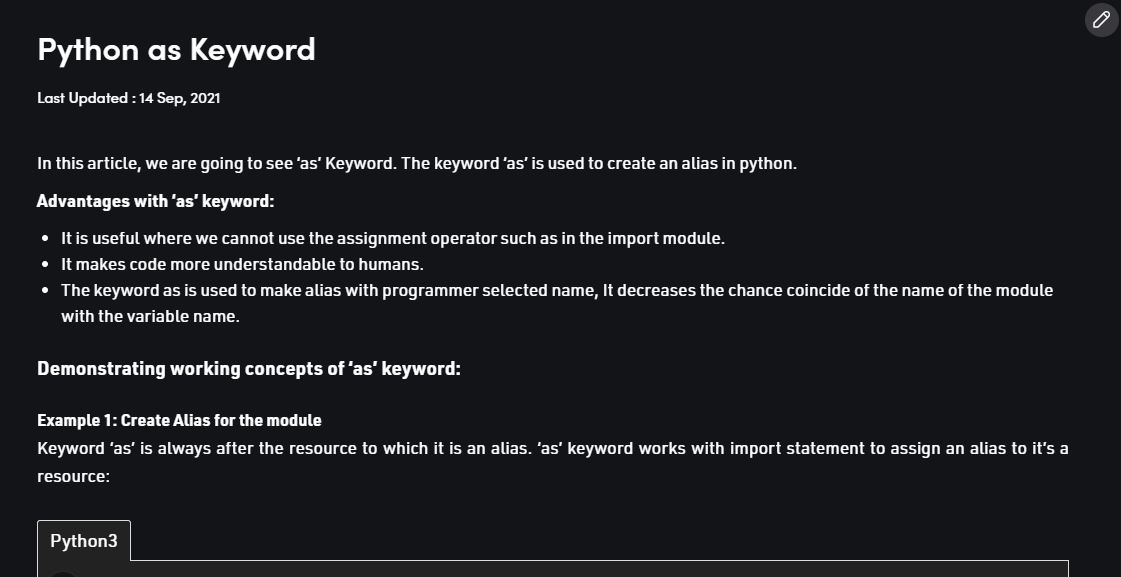 Python as Keyword
Last Updated : 14 Sep, 2021
In this article, we are going to see ‘as’ Keyword. The keyword ‘as’ is used to create an alias in python.
Advantages with ‘as’ keyword:
• It is useful where we cannot use the assignment operator such as in the import module.
• It makes code more understandable to humans.
• The keyword as is used to make alias with programmer selected name, It decreases the chance coincide of the name of the module
with the variable name.
Demonstrating working concepts of ‘as’ keyword:
Example 1: Create Alias for the module
Keyword ‘as’ is always after the resource to which it is an alias. ‘as’ keyword works with import statement to assign an alias to it’s a
resource:
Python3